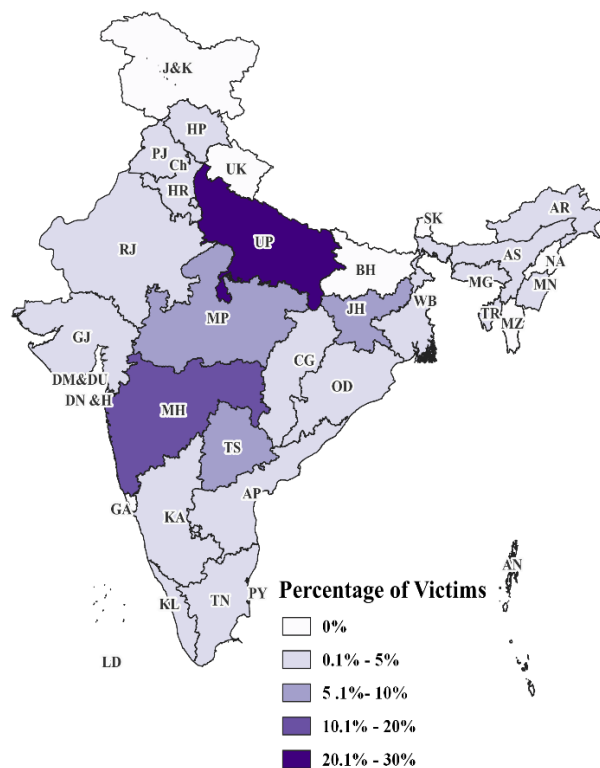 J&K
HP
PJ
Ch
UK
HR
SK
AR
RJ
UP
AS
NA
BH
MG
MN
JH
WB
TR
MZ
MP
GJ
CG
DM&DU
OD
DN &H
MH
TS
AP
GA
KA
AN
PY
KL
TN
LD
Percentage of Victims
0%
0.1% - 5%
5 .1%- 10%
10.1% - 20%
20.1% - 30%